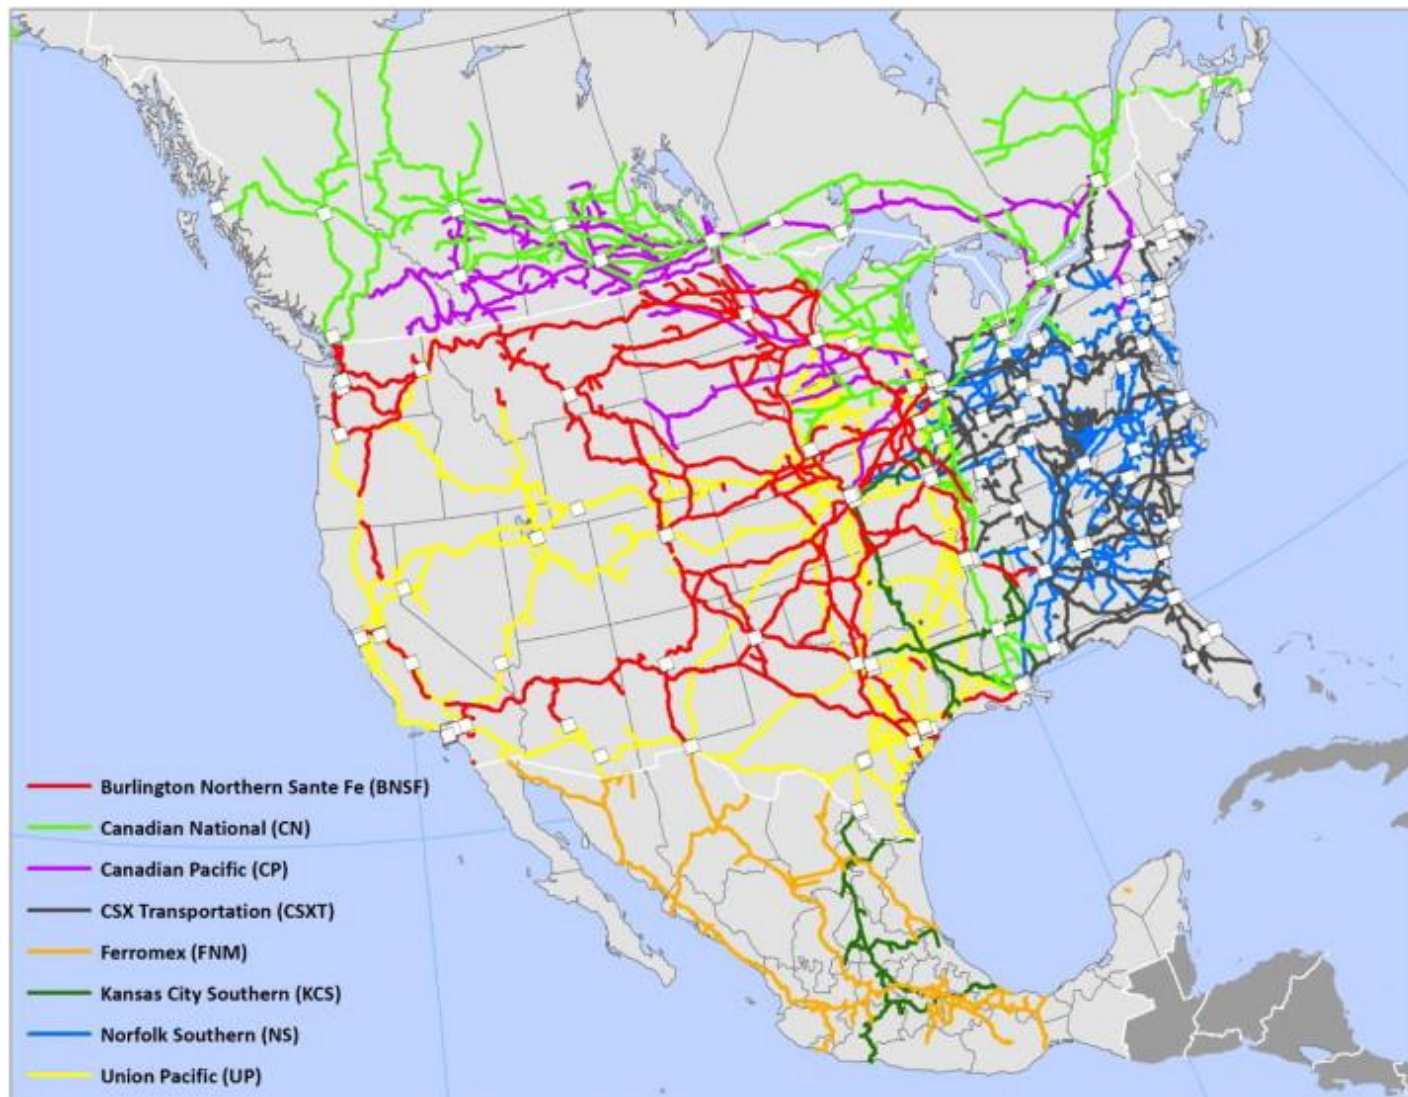 Burlington Northern Sante Fe (BNSF)
Canadian National (CN)
Canadian Pacific (CP)
CSX Transportation (CSXT)
Ferromex (FNM)
Kansas City Southern (KCS)
Norfolk Southern (NS)
Union Pacific (UP)